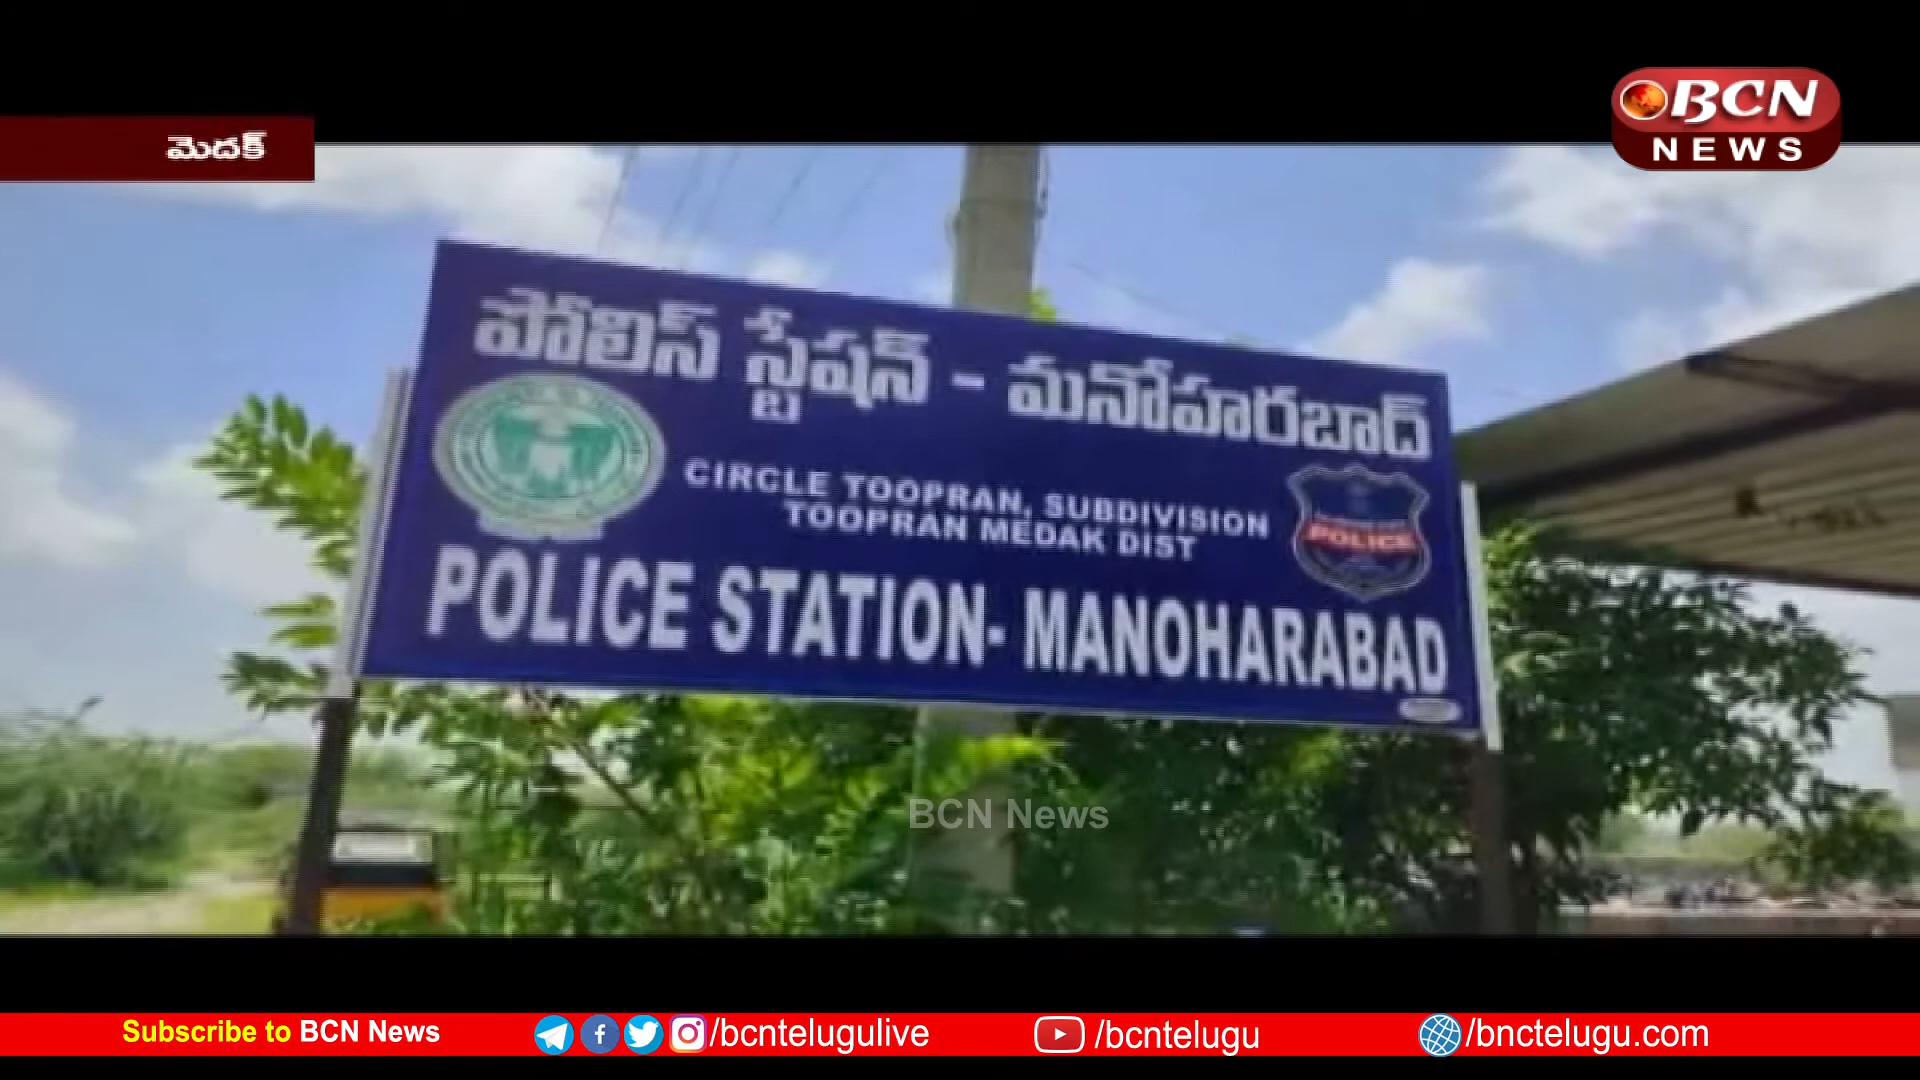 BCN
NEWS
మెదక్
పోలిస్ స్టేషన్ - మనోహరబాద్
CIRCLE TOOPRAN, SUBDIVISION
TOOPRAN MEDAK DIST
POLICE
POLICE STATION- MANOHARABAD
BCN News
Subscribe to BCN News /bcntelugulive /bcntelugu /bnctelugu.com